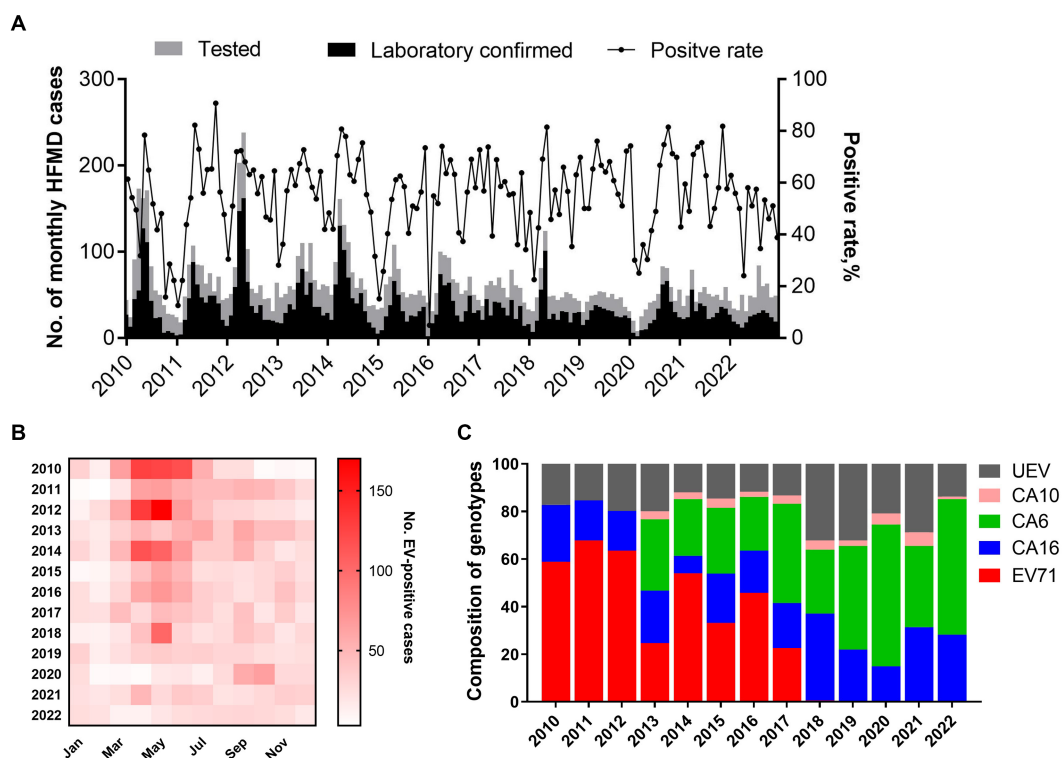 A
Tested Laboratory confirmed Positve rate
No. of monthly HFMD cases
300
200
100
0
Positive rate,%
100
80
60
40
20
0
2010 2011 2012 2013 2014 2015 2016 2017 2018 2019 2020 2021 2022
B
2010
2011
2012
2013
2014
2015
2016
2017
2018
2019
2020
2021
2022
Jan Mar May Jul Sep Nov
150
100
50
No. EV-positive cases
C
Composition of genotypes
100
80
60
40
20
0
2010 2011 2012 2013 2014 2015 2016 2017 2018 2019 2020 2021 2022
UEV
CA10
CA6
CA16
EV71